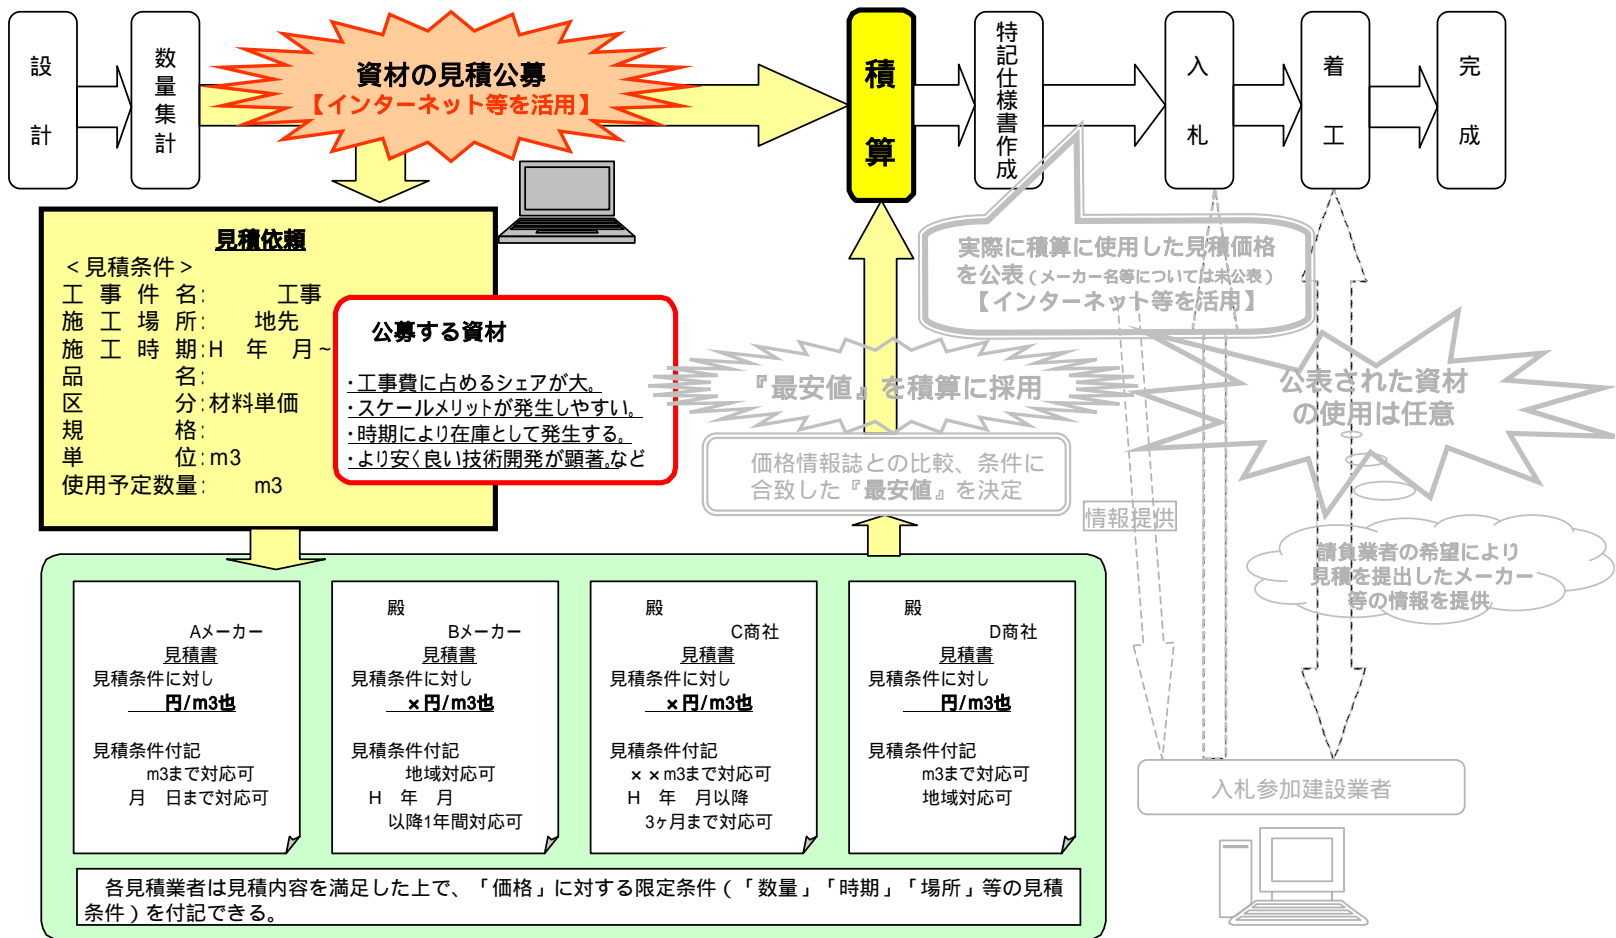 設計
数量集計
資材の見積公募
【インターネット等を活用】
積算
特記仕様書作成
入札
着工
完成
見積依頼
<見積条件>
工事件名:　　　工事
施工場所:　　地先
施工時期:H　年　月~
品名:
区分:材料単価
規格:
単位:m3
使用予定数量:　　m3
公募する資材
・工事費に占めるシェアが大。
・スケールメリットが発生しやすい。
・時期により在庫として発生する。
・より安く良い技術開発が顕著。など
実際に積算に使用した見積価格
を公表(メーカー名等については未公表)
【インターネット等を活用】
『最安値』を積算に採用
価格情報誌との比較、条件に
合致した『最安値』を決定
公表された資材
の使用は任意
情報提供
請負業者の希望により
見積を提出したメーカー
等の情報を提供
入札参加建設業者
Aメーカー
見積書
見積条件に対し
円/m3也
見積条件付記
m3まで対応可
月　日まで対応可
殿
Bメーカー
見積書
見積条件に対し
×円/m3也
見積条件付記
地域対応可
H　年　月
以降1年間対応可
殿
C商社
見積書
見積条件に対し
×円/m3也
見積条件付記
××m3まで対応可
H　年　月以降
3ヶ月まで対応可
殿
D商社
見積書
見積条件に対し
円/m3也
見積条件付記
m3まで対応可
地域対応可
各見積業者は見積内容を満足した上で、「価格」に対する限定条件(「数量」「時期」「場所」等の見積
条件)を付記できる。